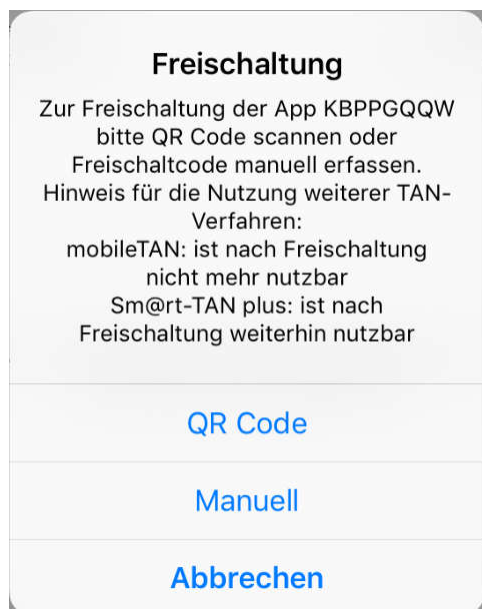 Freischaltung
Zur Freischaltung der App KBPPGQQW
bitte QR Code scannen oder
Freischaltcode manuell erfassen.
Hinweis für die Nutzung weiterer TAN-
Verfahren:
mobileTAN: ist nach Freischaltung
nicht mehr nutzbar
Sm@rt-TAN plus: ist nach
Freischaltung weiterhin nutzbar
QR Code
Manuell
Abbrechen